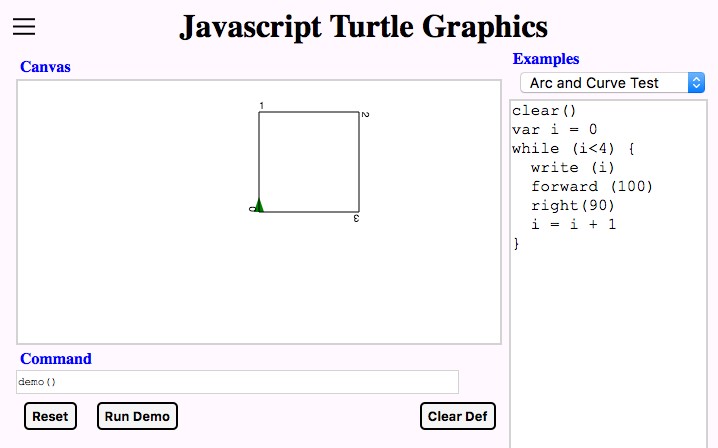 Javascript Turtle Graphics
Canvas
1
2
0
3
Command
demo()
Reset
Run Demo
Clear Def
Examples
Arc and Curve Test
clear()
var i = 0
while (i<4) {
  write (i)
  forward (100)
  right(90)
  i = i + 1
}